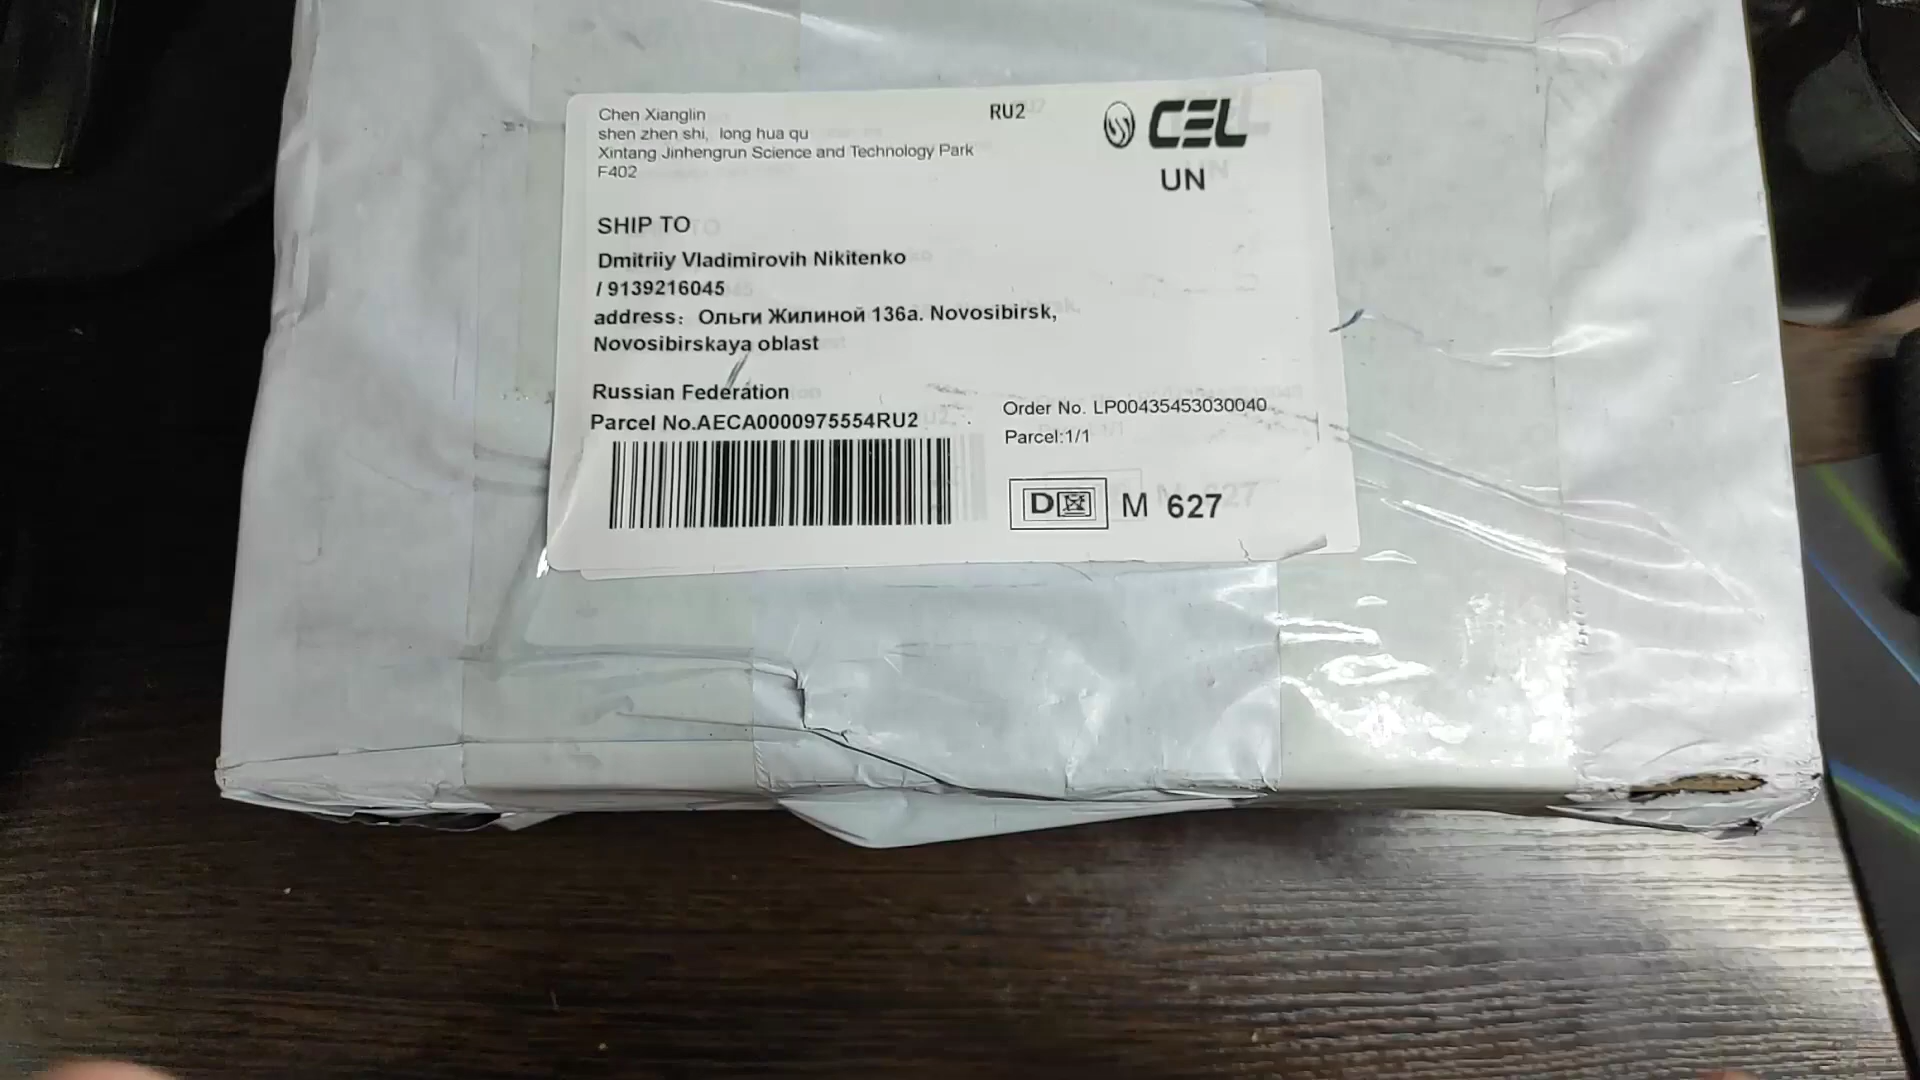 Chen Xianglin
shen zhen shi, long hua qu
Xintang Jinhengrun Science and Technology Park
F402
RU2
CEL
UN
SHIP TO
Dmitriiy Vladimirovih Nikitenko
/ 9139216045
address：Ольги Жилиной 136а. Novosibirsk,
Novosibirskaya oblast
Russian Federation
Parcel No.AECA0000975554RU2
Order No. LP00435453030040
Parcel:1/1
D M 627